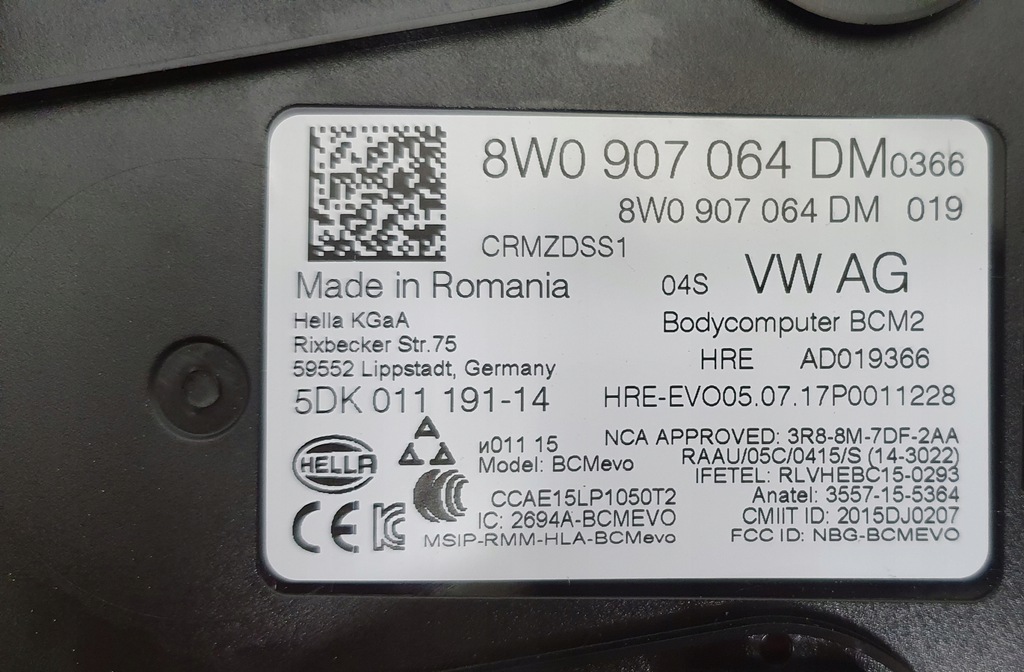 8W0 907 064 DM0366
8W0 907 064 DM 019
CRMZDSS1
Made in Romania
04S VW AG
Hella KGaA
Rixbecker Str.75
59552 Lippstadt, Germany
Bodycomputer BCM2
HRE AD019366
5DK 011 191-14
HRE-EVO05.07.17P0011228
HELLA
и011 15
Model: BCMevo
CCAE15LP1050T2
IC: 2694A-BCMEVO
MSIP-RMM-HLA-BCMevo
CE
NCA APPROVED: 3R8-8M-7DF-2AA
RAAU/05C/0415/S (14-3022)
IFETEL: RLVHEBC15-0293
Anatel: 3557-15-5364
CMIIT ID: 2015DJ0207
FCC ID: NBG-BCMEVO